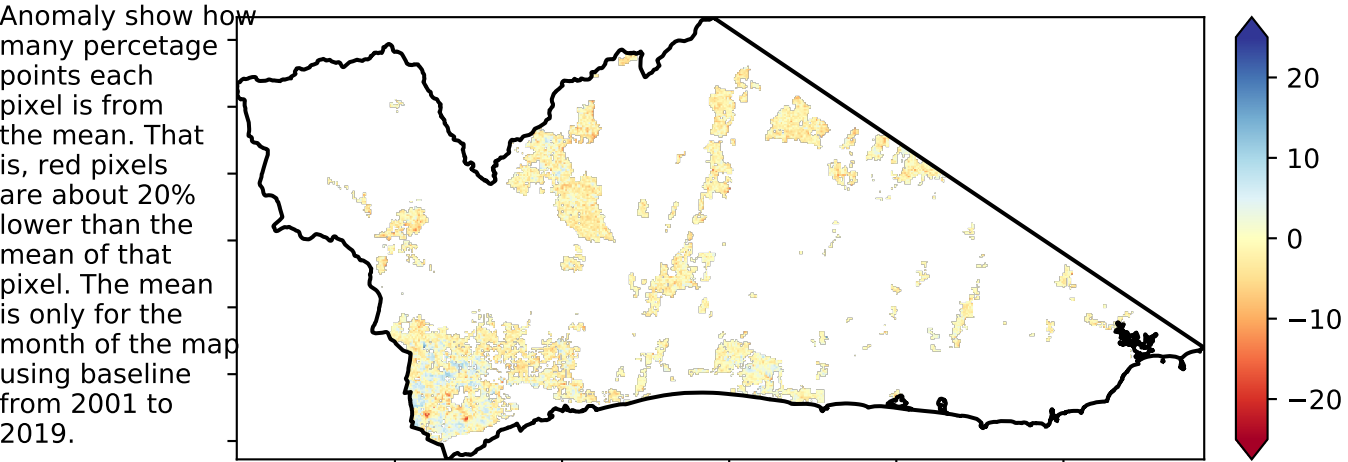 Anomaly show how
many percetage
points each
pixel is from
the mean. That
is, red pixels
are about 20%
lower than the
mean of that
pixel. The mean
is only for the
month of the map
using baseline
from 2001 to
2019.
20
10
0
−10
−20